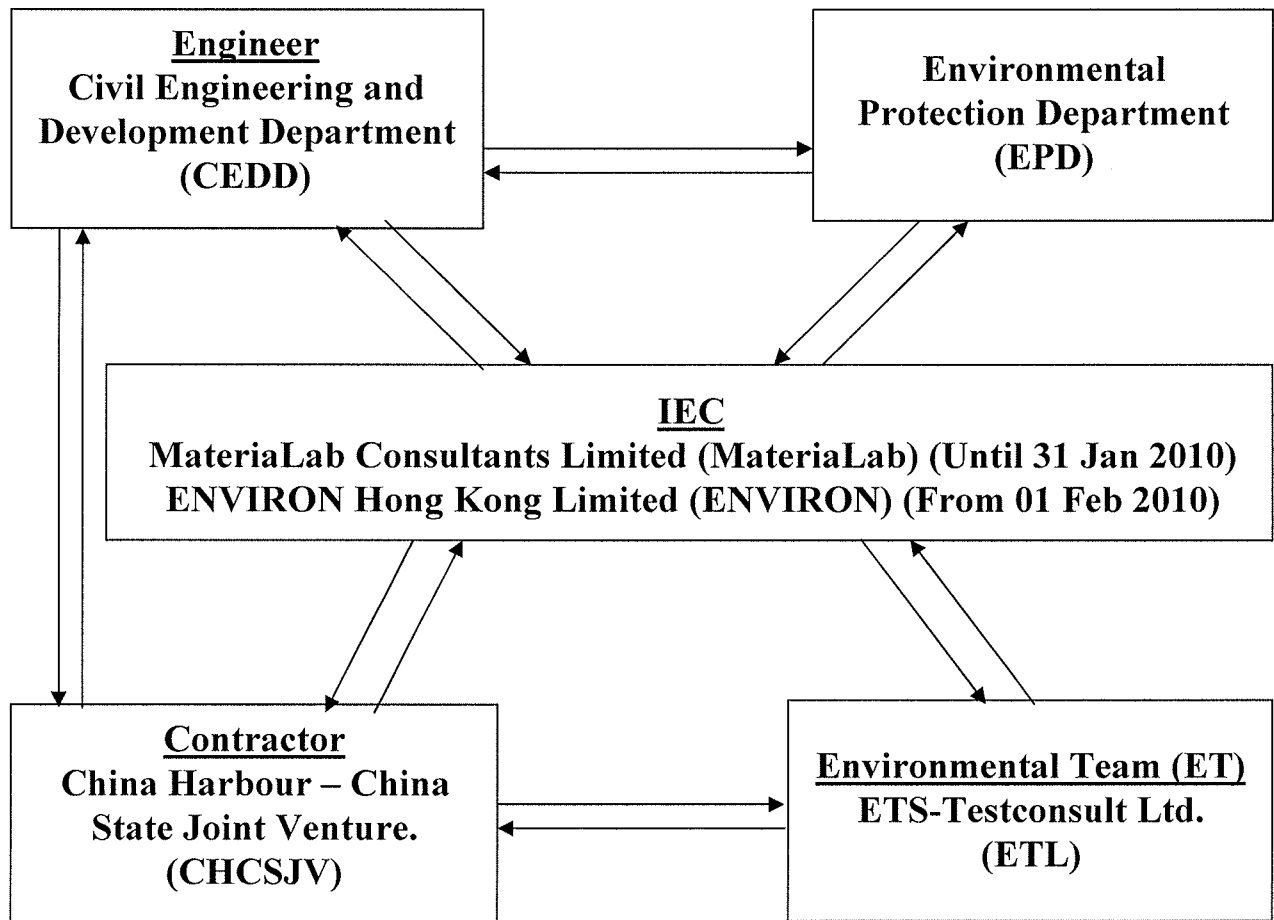 Engineer
Civil Engineering and
Development Department
(CEDD)
Environmental
Protection Department
(EPD)
IEC
MateriaLab Consultants Limited (MateriaLab) (Until 31 Jan 2010)
ENVIRON Hong Kong Limited (ENVIRON) (From 01 Feb 2010)
Contractor
China Harbour – China
State Joint Venture.
(CHCSJV)
Environmental Team (ET)
ETS-Testconsult Ltd.
(ETL)